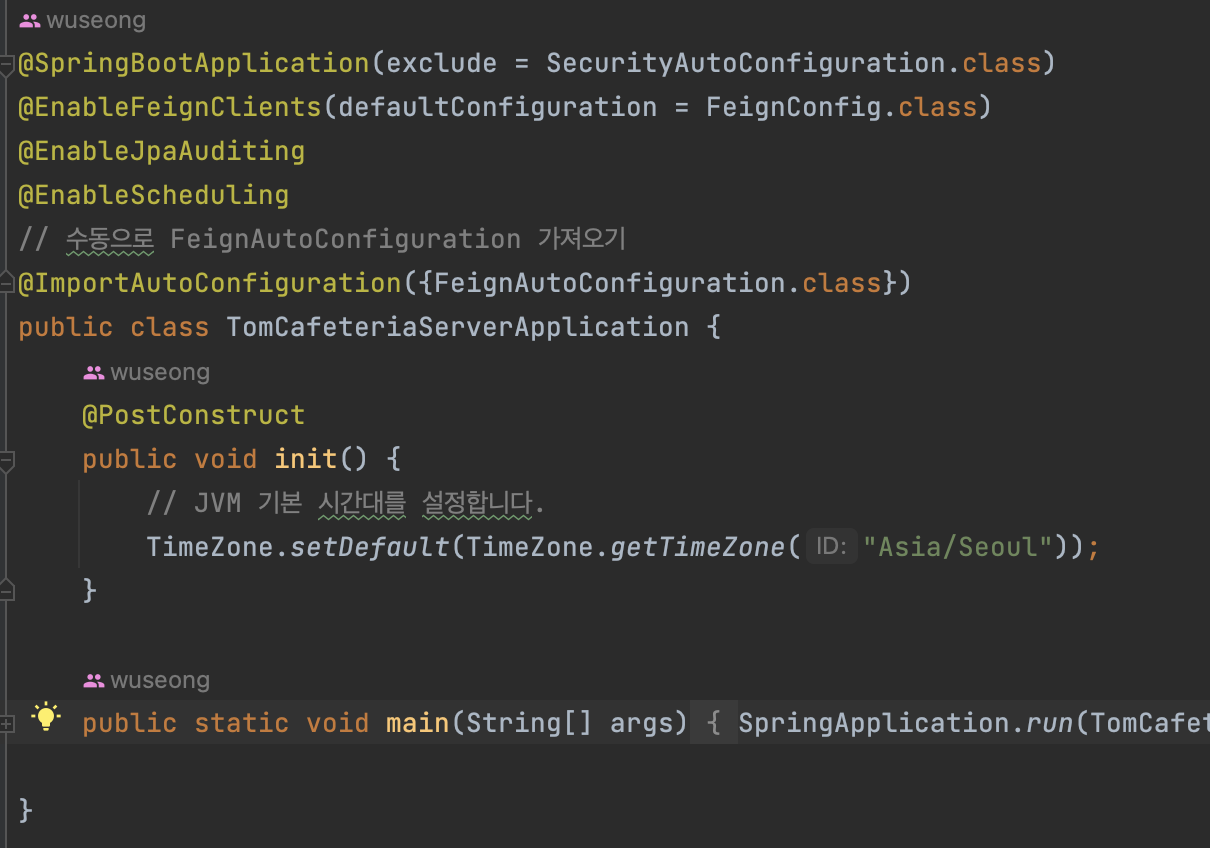 wuseong
@SpringBootApplication(exclude = SecurityAutoConfiguration.class)
@EnableFeignClients(defaultConfiguration = FeignConfig.class)
@EnableJpaAuditing
@EnableScheduling
// 수동으로 FeignAutoConfiguration 가져오기
@ImportAutoConfiguration({FeignAutoConfiguration.class})
public class TomCafeteriaServerApplication {
wuseong
@PostConstruct
public void init() {
// JVM 기본 시간대를 설정합니다.
TimeZone.setDefault(TimeZone.getTimeZone( ID: "Asia/Seoul"));
}
wuseong
public static void main(String[] args) { SpringApplication.run(TomCafet
}